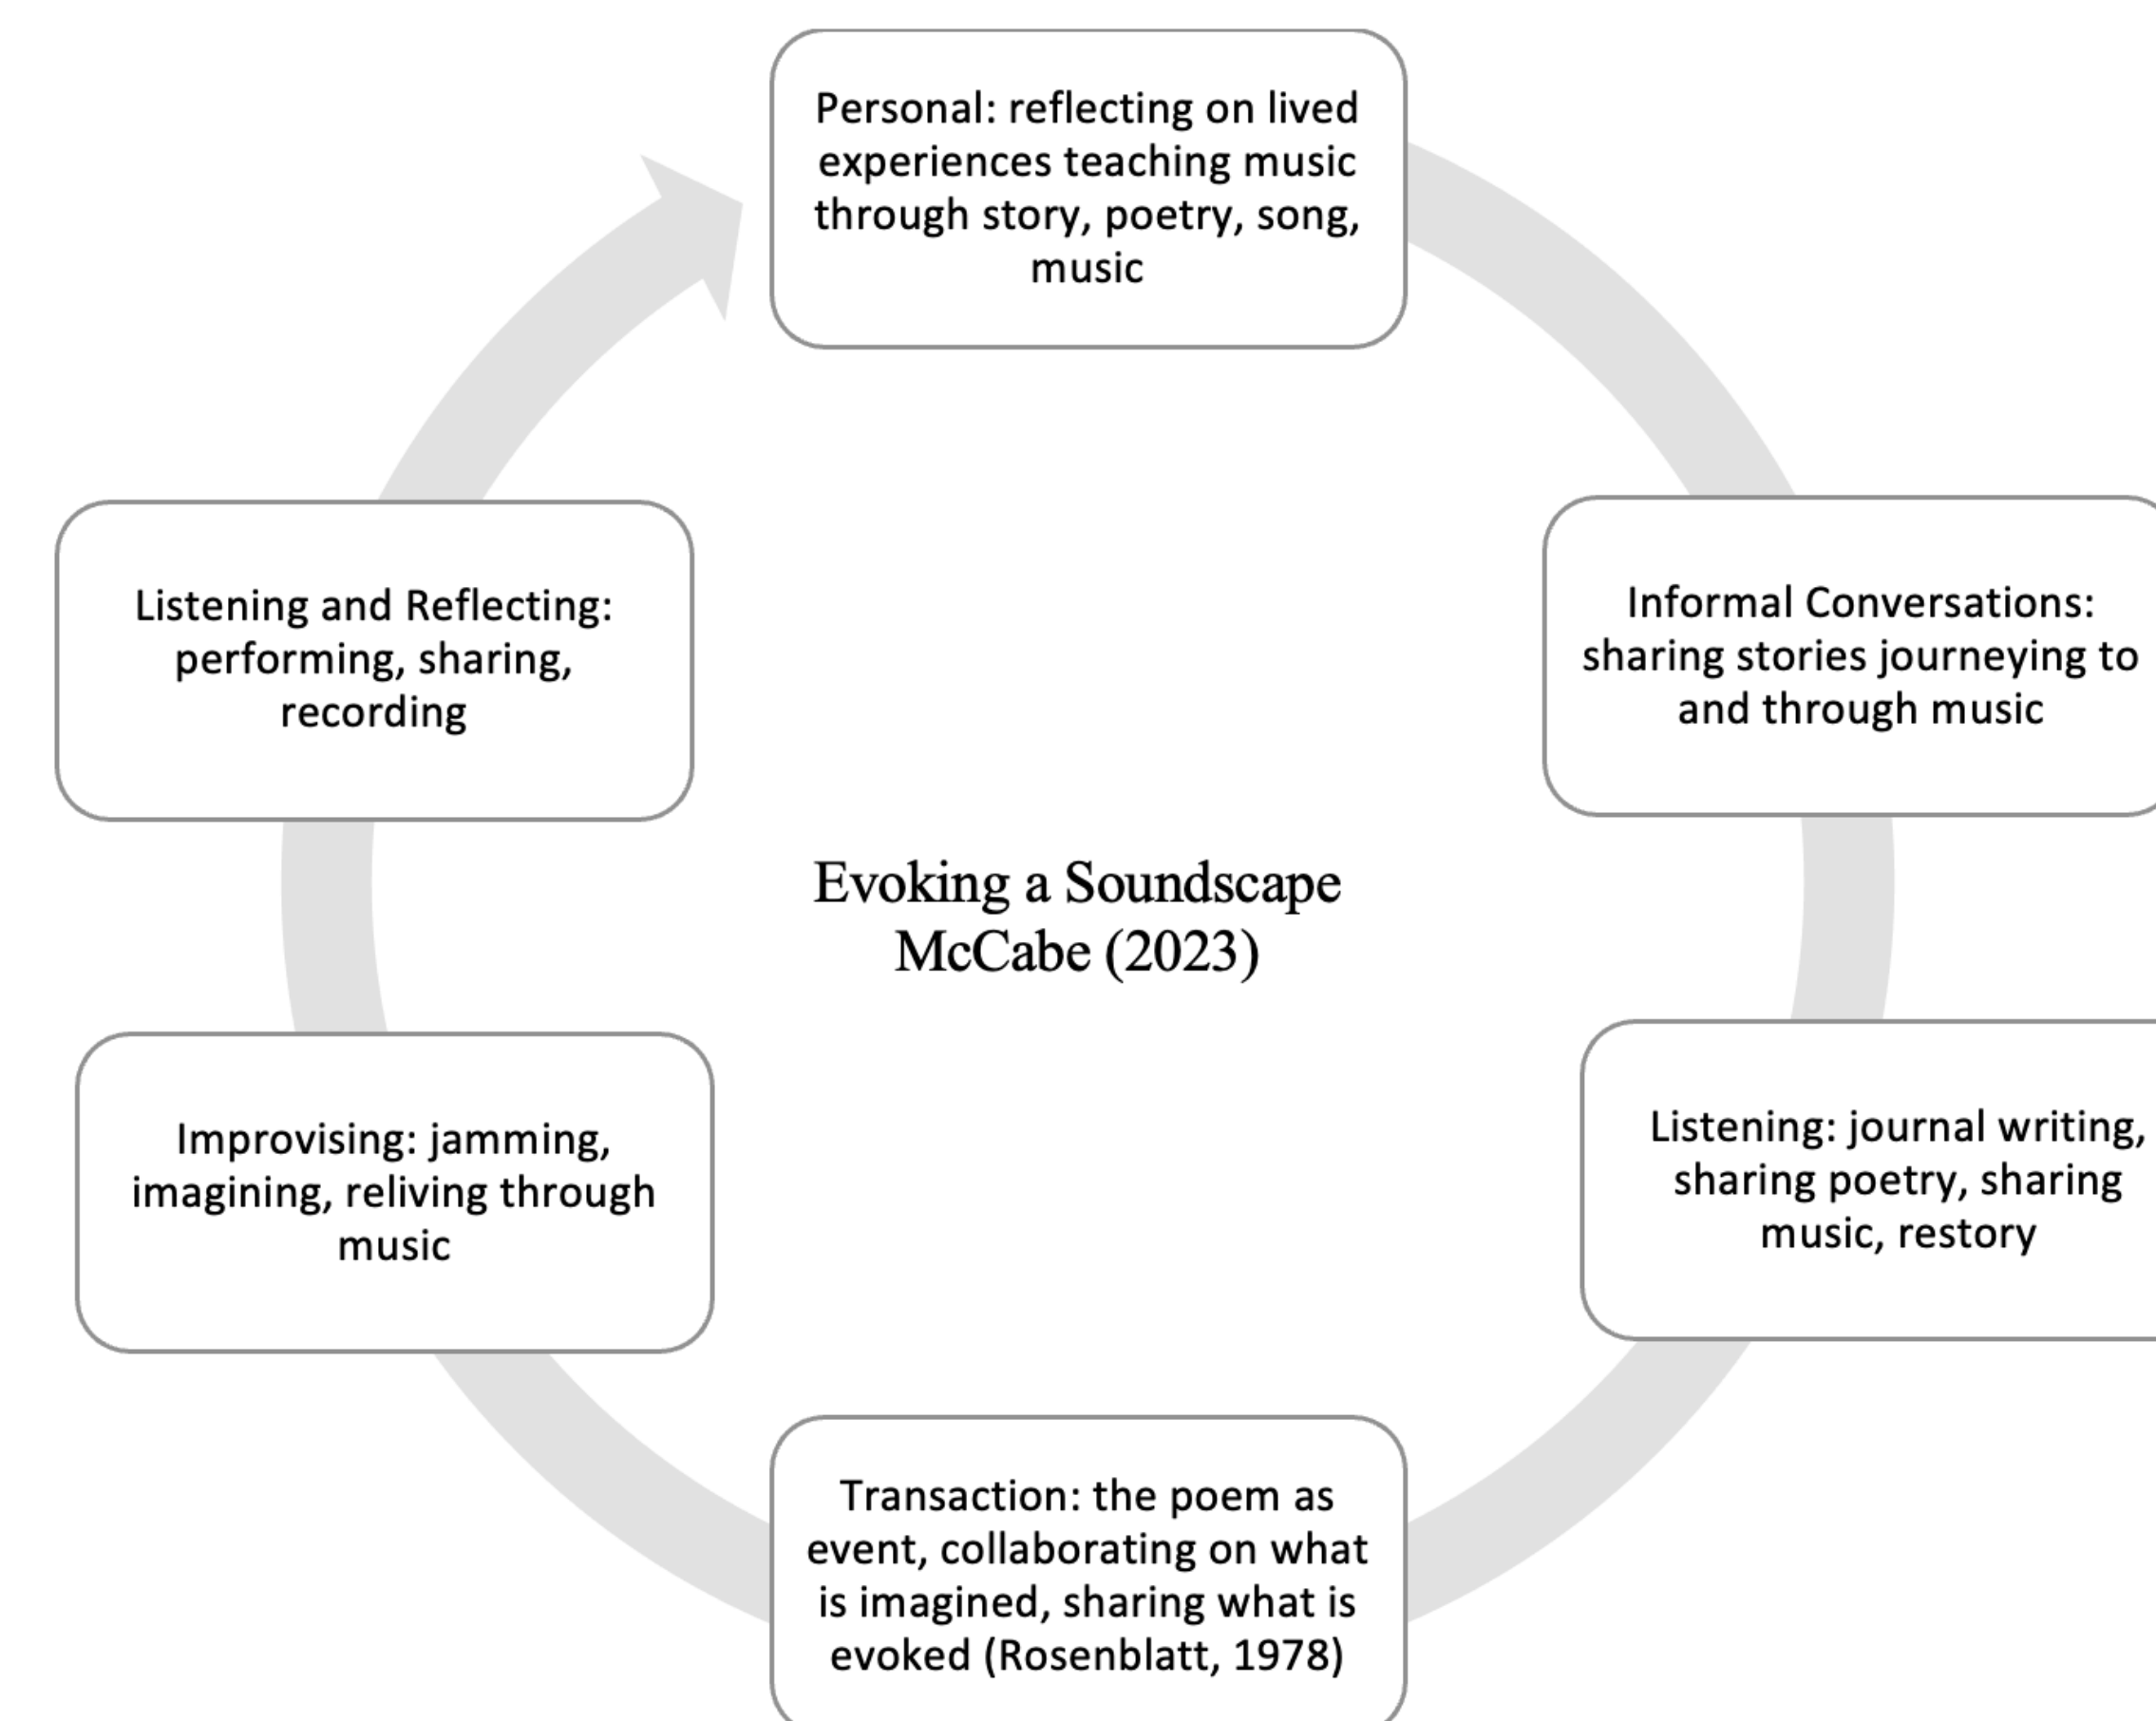 Personal: reflecting on lived
experiences teaching music
through story, poetry, song,
music
Informal Conversations:
sharing stories journeying to
and through music
Listening: journal writing,
sharing poetry, sharing
music, restory
Transaction: the poem as
event, collaborating on what
is imagined, sharing what is
evoked (Rosenblatt, 1978)
Improvising: jamming,
imagining, reliving through
music
Listening and Reflecting:
performing, sharing,
recording
Evoking a Soundscape
McCabe (2023)